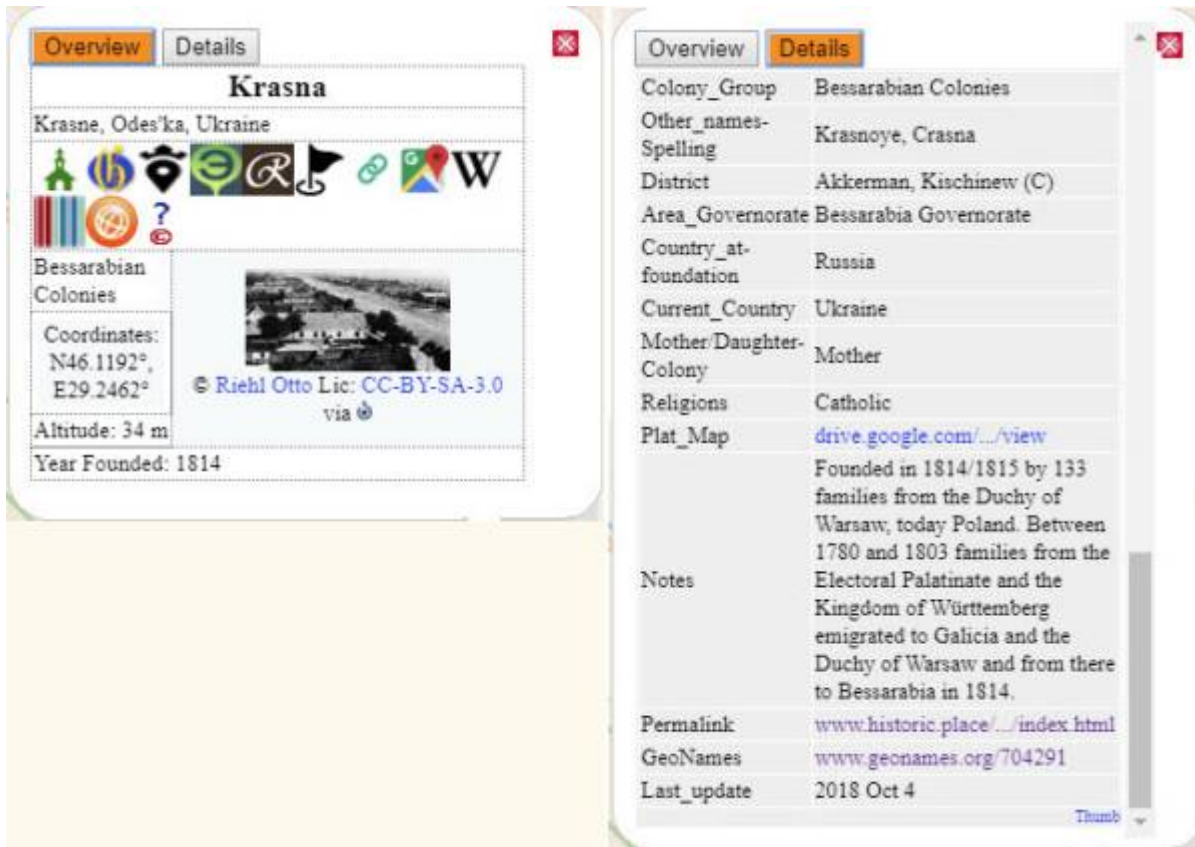 Overview Details
Krasna
Krasne, Odes'ka, Ukraine
G W
R
?
©
Bessarabian
Colonies
Coordinates:
N46.1192°,
E29.2462°
Altitude: 34 m
© Riehl Otto Lic: CC-BY-SA-3.0
via
Year Founded: 1814
Overview Details
Colony_Group Bessarabian Colonies
Other_names-
Spelling Krasnoye, Crasna
District Akkerman, Kischinew (C)
Area_Governorate Bessarabia Governorate
Country_at-
foundation Russia
Current_Country Ukraine
Mother/Daughter-
Colony Mother
Religions Catholic
Plat_Map drive.google.com/.../view
Notes Founded in 1814/1815 by 133
families from the Duchy of
Warsaw, today Poland. Between
1780 and 1803 families from the
Electoral Palatinate and the
Kingdom of Württemberg
emigrated to Galicia and the
Duchy of Warsaw and from there
to Bessarabia in 1814.
Permalink www.historic.place/.../index.html
GeoNames www.geonames.org/704291
Last_update 2018 Oct 4
Thumb